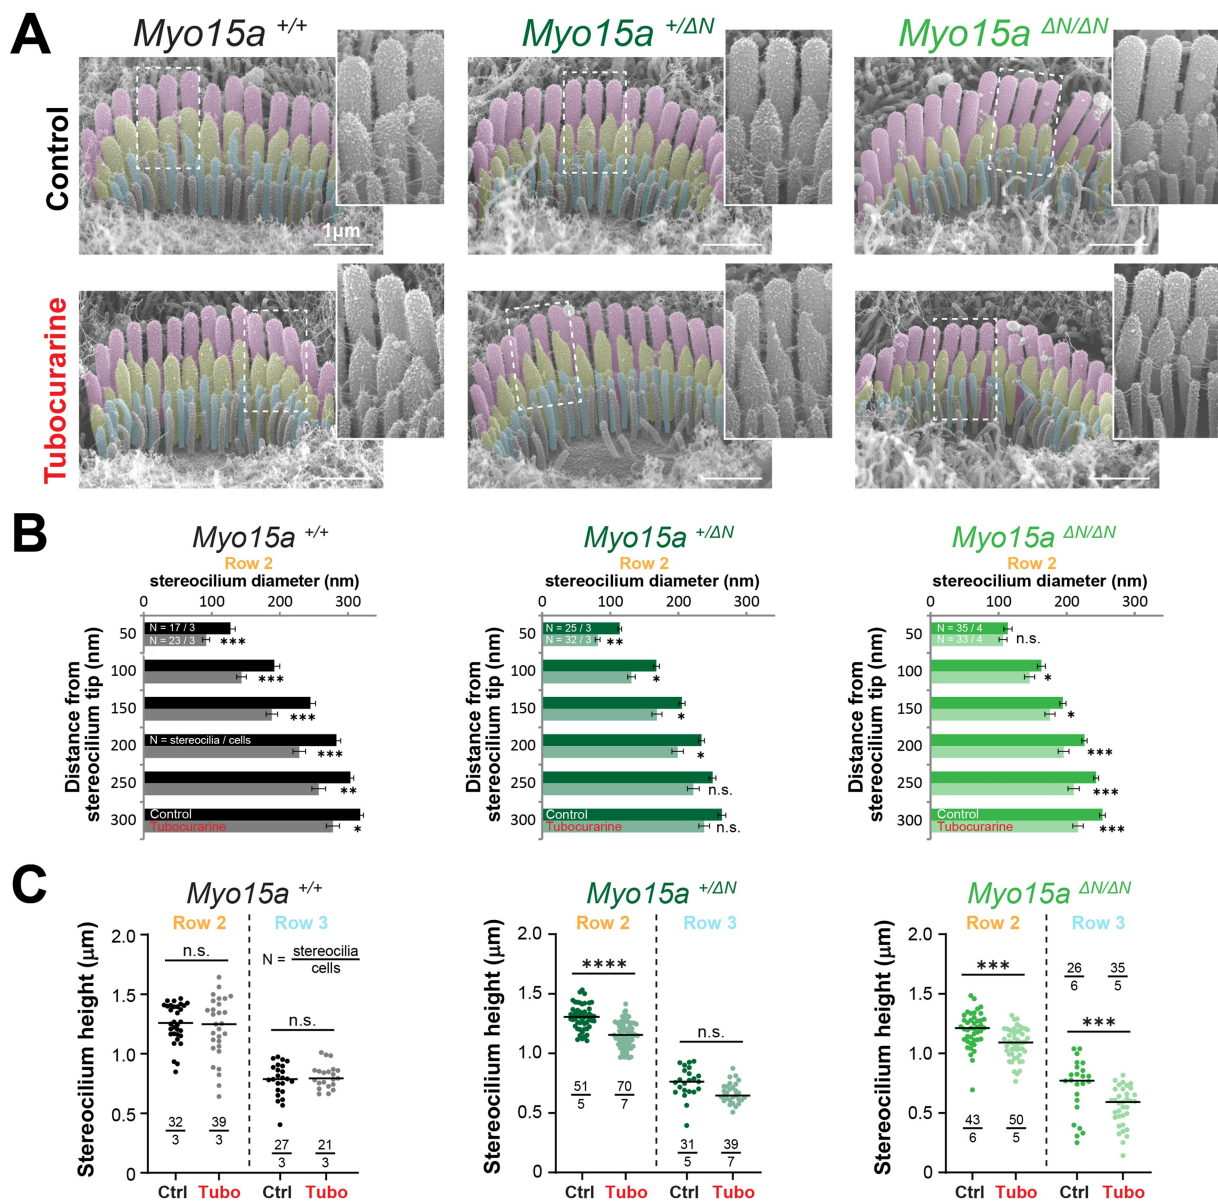 A
Myo15a +/+
Myo15a +/ΔN
Myo15a ΔN/ΔN
Control
1μm
Tubocurarine
B
Myo15a +/+
Row 2
stereocilium diameter (nm)
0 100 200 300
Distance from
stereocilium tip (nm)
50
100
150
200
250
300
N = 17 / 3
N = 23 / 3
***
***
***
N = stereocilia / cells
***
**
Control
Tubocurarine
*
Myo15a +/ΔN
Row 2
stereocilium diameter (nm)
0 100 200 300
Distance from
stereocilium tip (nm)
50
100
150
200
250
300
N = 25 / 3
N = 32 / 3
**
*
*
*
n.s.
Control
Tubocurarine
n.s.
Myo15a ΔN/ΔN
Row 2
stereocilium diameter (nm)
0 100 200 300
Distance from
stereocilium tip (nm)
50
100
150
200
250
300
N = 35 / 4
N = 33 / 4
n.s.
*
*
***
***
Control
Tubocurarine
***
C
Myo15a +/+
Row 2 Row 3
Stereocilium height (μm)
2.0
1.5
1.0
0.5
0
n.s.
N = stereocilia
cells
n.s.
32 39
3 3
27 21
3 3
Ctrl Tubo Ctrl Tubo
Myo15a +/ΔN
Row 2 Row 3
Stereocilium height (μm)
2.0
1.5
1.0
0.5
0
****
n.s.
51 70
5 7
31 39
5 7
Ctrl Tubo Ctrl Tubo
Myo15a ΔN/ΔN
Row 2 Row 3
Stereocilium height (μm)
2.0
1.5
1.0
0.5
0
***
26 35
6 5
***
43 50
6 5
Ctrl Tubo Ctrl Tubo